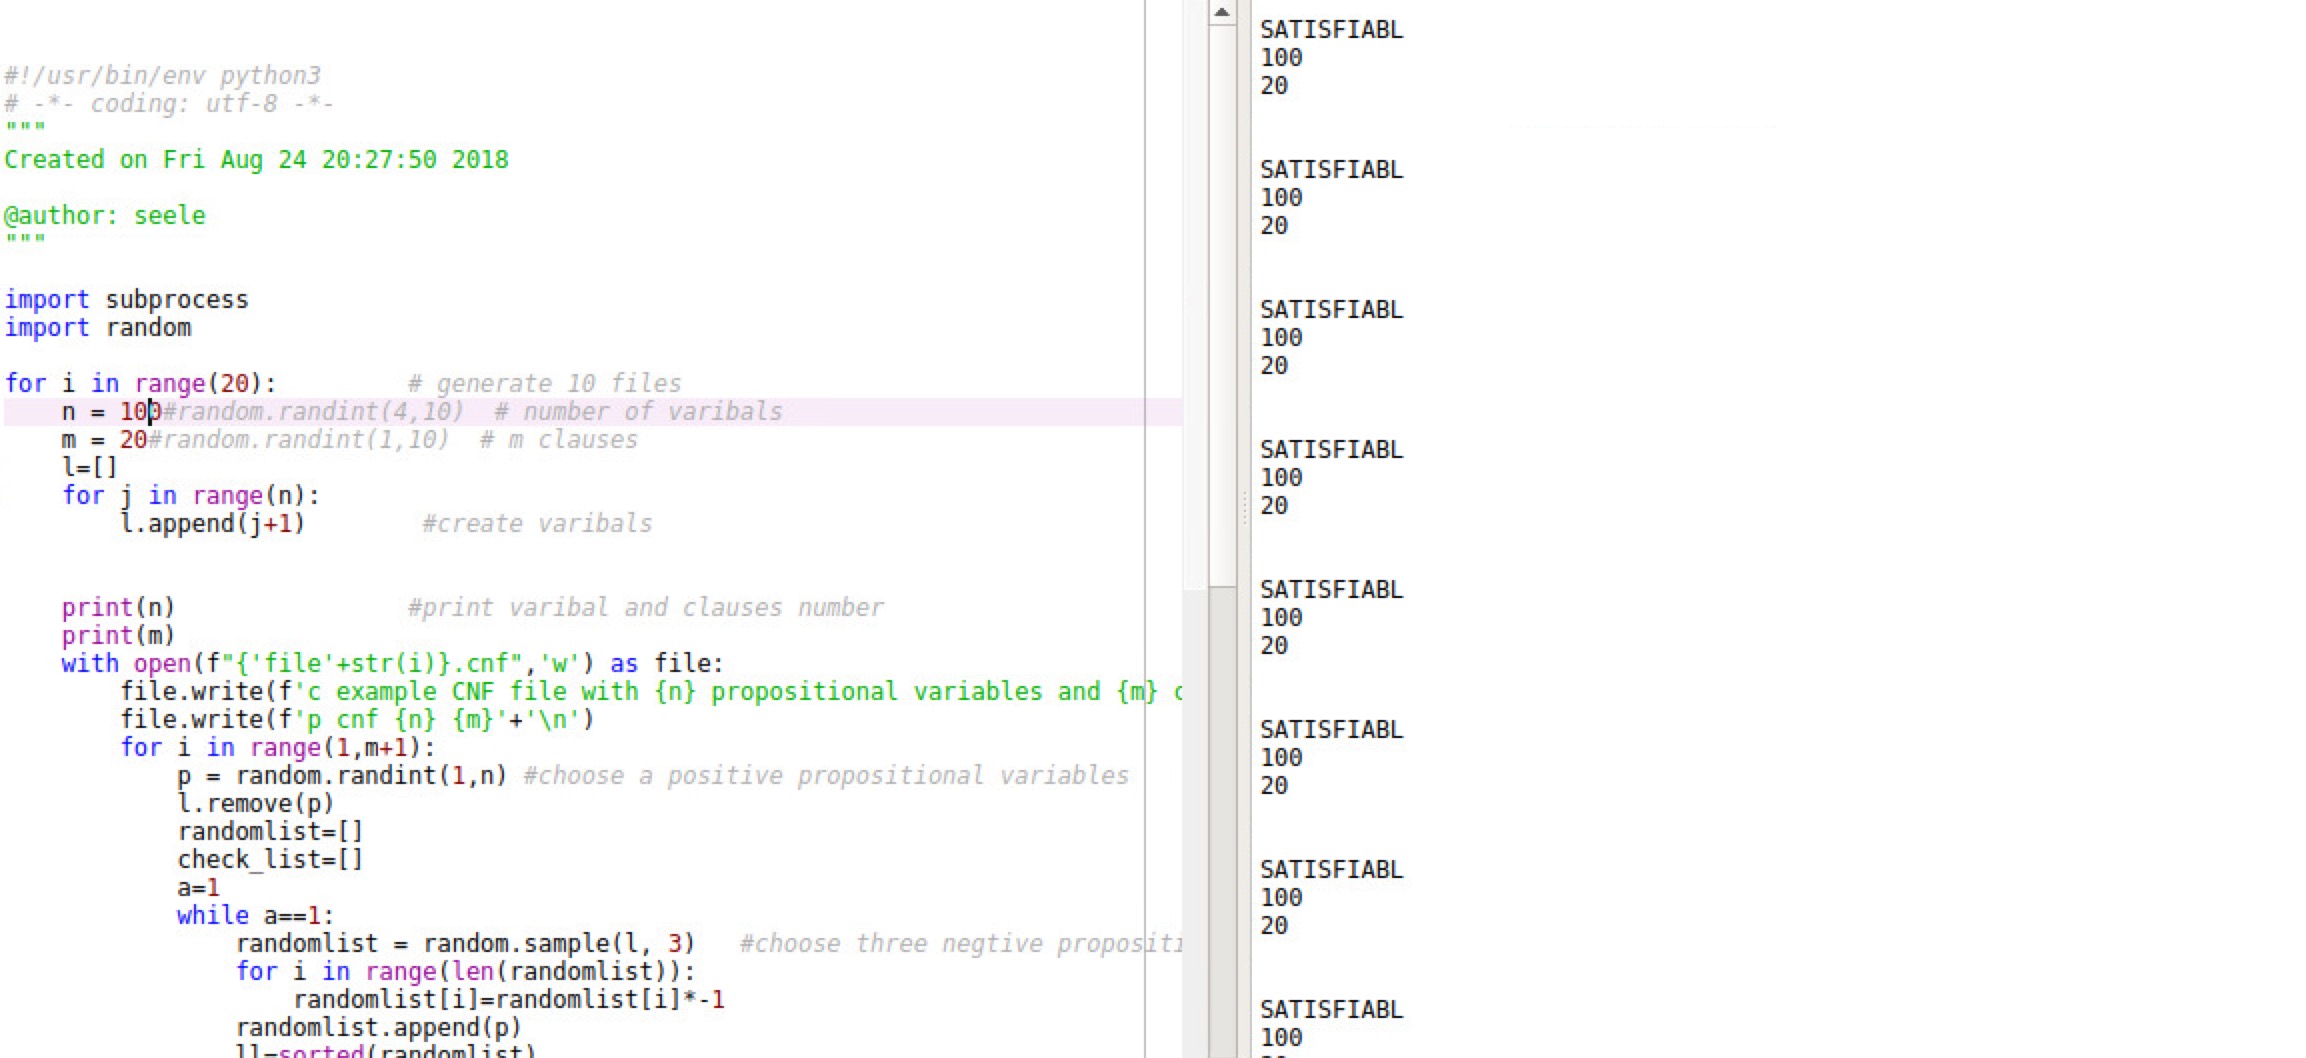 #!/usr/bin/env python3
# -*- coding: utf-8 -*-
"""
Created on Fri Aug 24 20:27:50 2018
@author: seele
"""
import subprocess
import random
for i in range(20):         # generate 10 files
    n = 100#random.randint(4,10)  # number of varibals
    m = 20#random.randint(1,10)  # m clauses
    l=[]
    for j in range(n):
        l.append(j+1)        #create varibals
    print(n)                #print varibal and clauses number
    print(m)
    with open(f"{'file'+str(i)}.cnf",'w') as file:
        file.write(f'c example CNF file with {n} propositional variables and {m}
        file.write(f'p cnf {n} {m}'+'\n')
        for i in range(1,m+1):
            p = random.randint(1,n) #choose a positive propositional variables
            l.remove(p)
            randomlist=[]
            check_list=[]
            a=1
            while a==1:
                randomlist = random.sample(l, 3)   #choose three negtive propositi
                for i in range(len(randomlist)):
                    randomlist[i]=randomlist[i]*-1
                randomlist.append(p)
                ll=sorted(randomlist)
SATISFIABL
100
20
SATISFIABL
100
20
SATISFIABL
100
20
SATISFIABL
100
20
SATISFIABL
100
20
SATISFIABL
100
20
SATISFIABL
100
20
SATISFIABL
100